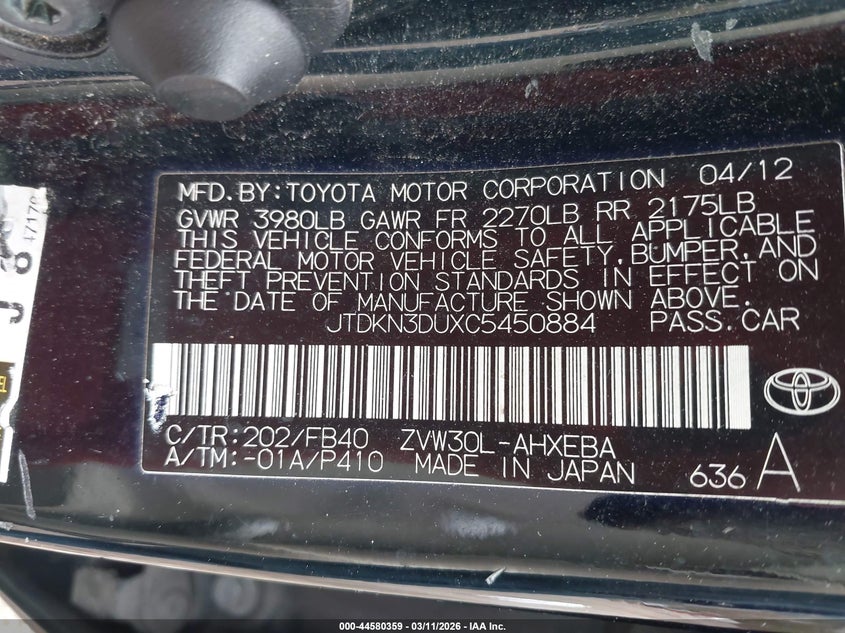 MFD.BY:TOYOTA MOTOR CORPORATION 04/12
GVWR 3980LB GAWR FR 2270LB RR 2175LB
THIS VEHICLE CONFORMS TO ALL APPLICABLE
FEDERAL MOTOR VEHICLE SAFETY,BUMPER,AND
THEFT PREVENTION STANDARDS IN EFFECT ON
THE DATE OF MANUFACTURE SHOWN ABOVE.
JTDKN3DUXC5450884 PASS.CAR
C/TR:202/FB40 ZVW30L-AHXEBA
A/TM:-01A/P410 MADE IN JAPAN
636 A
000-44580359 - 03/11/2026 - IAA Inc.